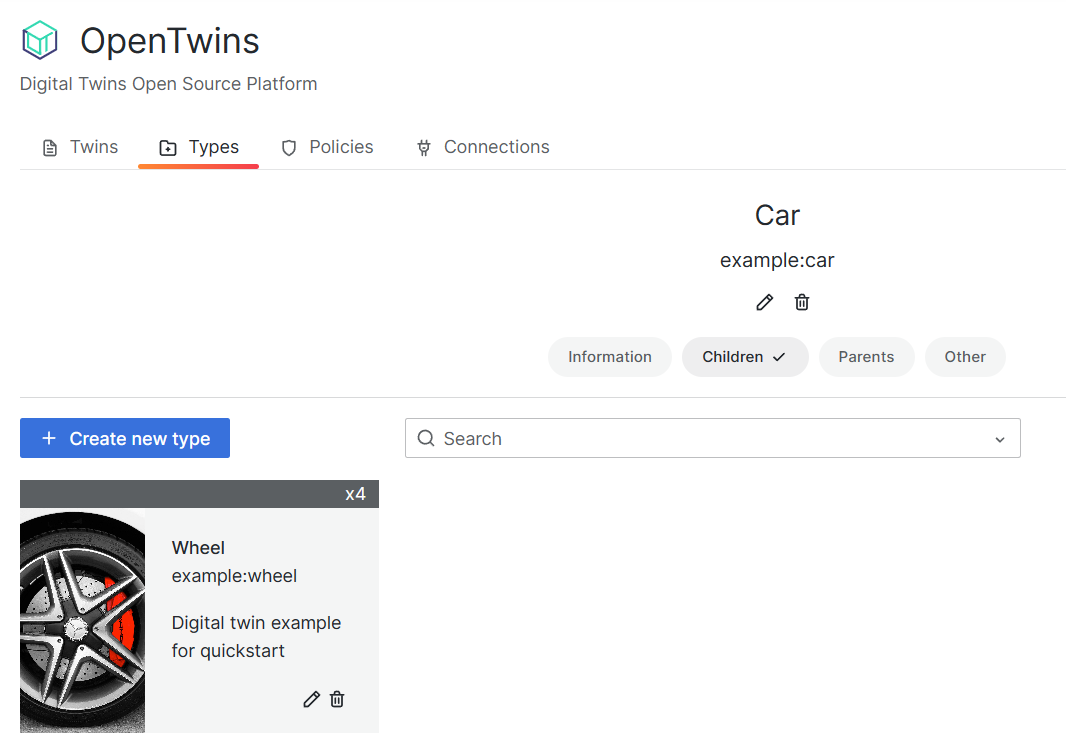 OpenTwins
Digital Twins Open Source Platform
Twins Types Policies Connections
Car
example:car
Information Children Parents Other
Create new type Search
x4
Wheel
example:wheel
Digital twin example
for quickstart